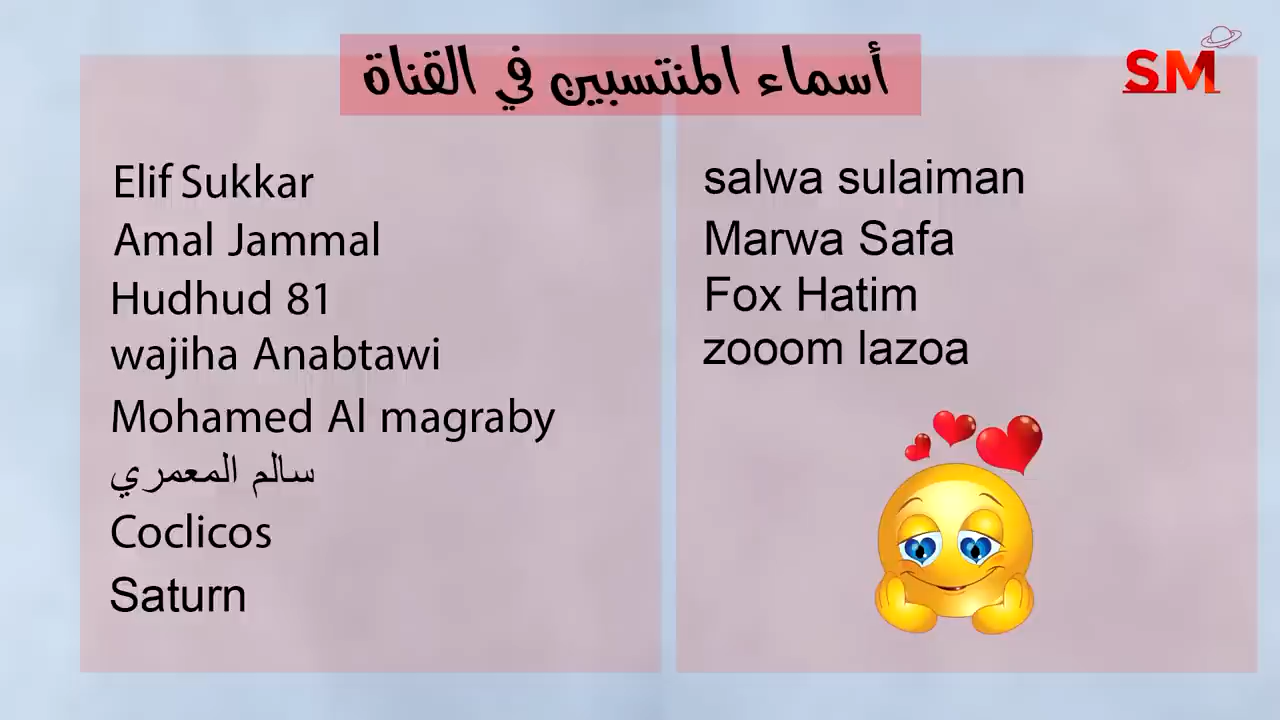 أسماء المنتسبين في القناة
SM
Elif Sukkar
Amal Jammal
Hudhud 81
wajiha Anabtawi
Mohamed Al magraby
سالم المعمري
Coclicos
Saturn
salwa sulaiman
Marwa Safa
Fox Hatim
zooom lazoa